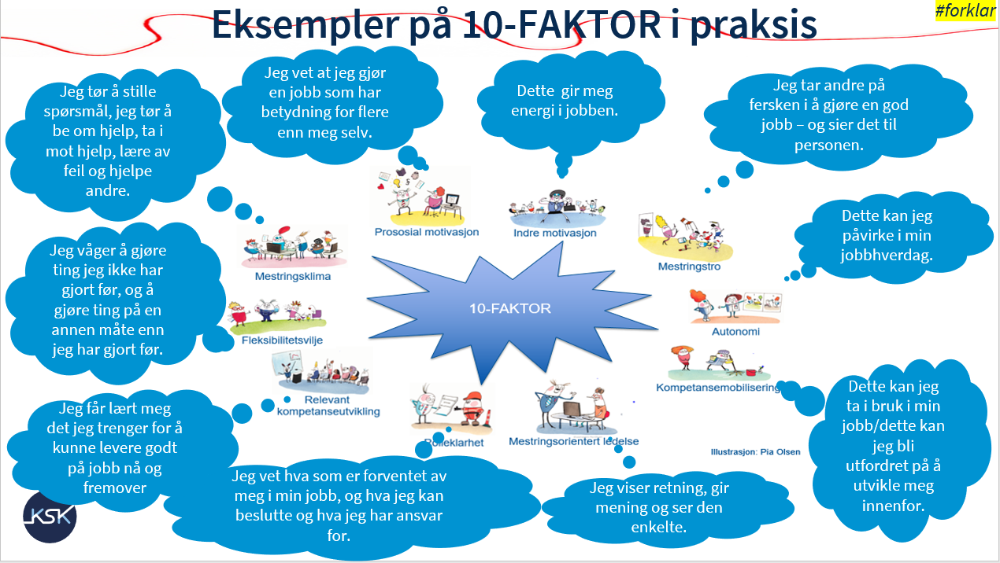 #forklar
Eksempler på 10-FAKTOR i praksis
Jeg tør å stille
spørsmål, jeg tør å
be om hjelp, ta i
mot hjelp, lære av
feil og hjelpe
andre.
Jeg vet at jeg gjør
en jobb som har
betydning for flere
enn meg selv.
Dette gir meg
energi i jobben.
Jeg tar andre på
fersken i å gjøre en god
jobb – og sier det til
personen.
Prososial motivasjon
Indre motivasjon
Mestringstro
Mestringsklima
Dette kan jeg
påvirke i min
jobbhverdag.
Jeg våger å gjøre
ting jeg ikke har
gjort før, og å
gjøre ting på en
annen måte enn
jeg har gjort før.
10-FAKTOR
Autonomi
Fleksibilitetsvilje
Kompetansemobilisering
Relevant
kompetanseutvikling
Rolleklarhet
Mestringsorientert ledelse
Illustrasjon: Pia Olsen
Dette kan jeg
ta i bruk i min
jobb/dette kan
jeg bli
utfordret på å
utvikle meg
innenfor.
Jeg får lært meg
det jeg trenger for å
kunne levere godt
på jobb nå og
fremover
Jeg vet hva som er forventet av
meg i min jobb, og hva jeg kan
beslutte og hva jeg har ansvar
for.
Jeg viser retning, gir
mening og ser den
enkelte.
KSK